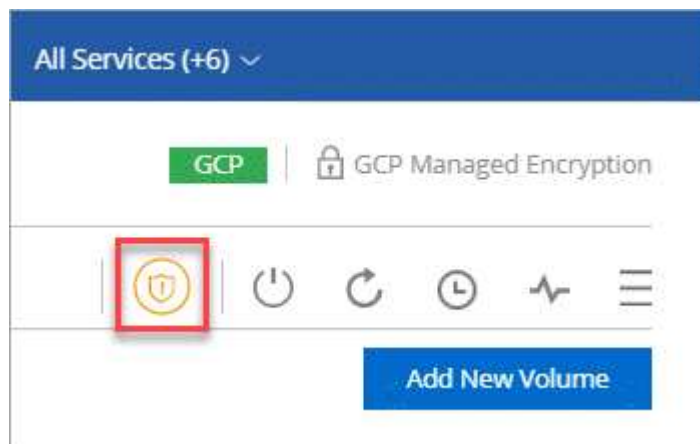 All Services (+6)
GCP
GCP Managed Encryption
Add New Volume